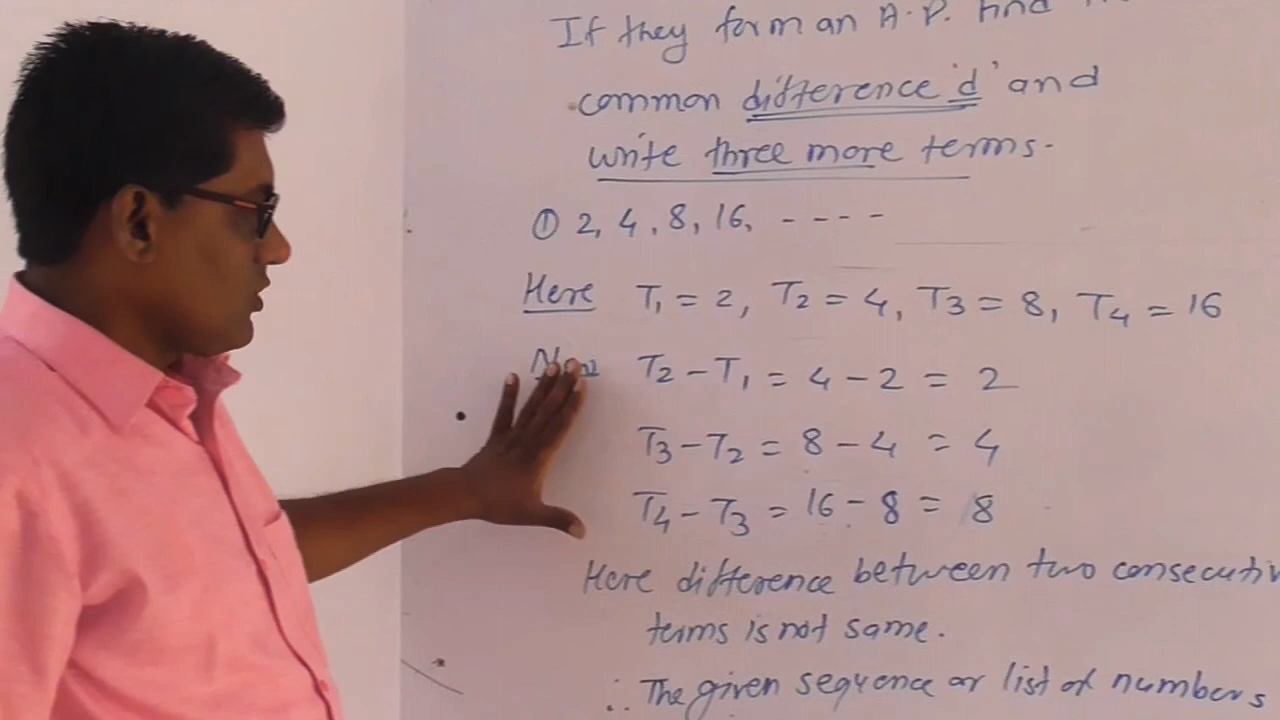 If they form an A.P. find
common difference 'd' and
write three more terms.
① 2, 4, 8, 16, ----
Here T₁ = 2, T₂ = 4, T₃ = 8, T₄ = 16
Now T₂ - T₁ = 4 - 2 = 2
T₃ - T₂ = 8 - 4 = 4
T₄ - T₃ = 16 - 8 = 8
Here difference between two
terms is not same.
∴ The given sequence or list of numbers